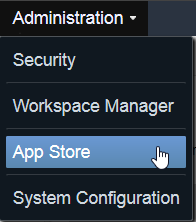 Administration
Security
Workspace Manager
App Store
System Configuration